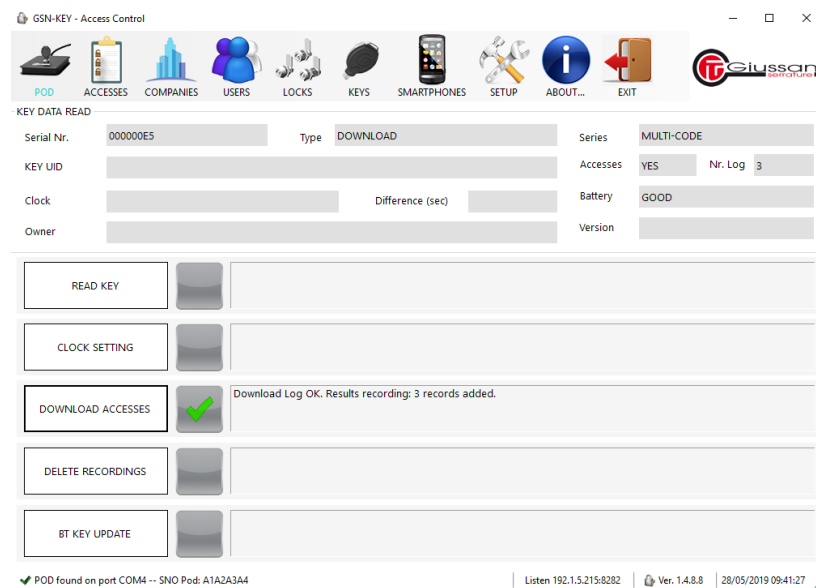 GSN-KEY - Access Control
POD ACCESSES COMPANIES USERS LOCKS KEYS SMARTPHONES SETUP ABOUT... EXIT
Giussani
serrature
KEY DATA READ
Serial Nr. 000000E5 Type DOWNLOAD Series MULTI-CODE
KEY UID Accesses YES Nr. Log 3
Clock Difference (sec) Battery GOOD
Owner Version
READ KEY
CLOCK SETTING
DOWNLOAD ACCESSES Download Log OK. Results recording: 3 records added.
DELETE RECORDINGS
BT KEY UPDATE
POD found on port COM4 -- SNO Pod: A1A2A3A4 Listen 192.1.5.215:8282 Ver. 1.4.8.8 28/05/2019 09:41:27